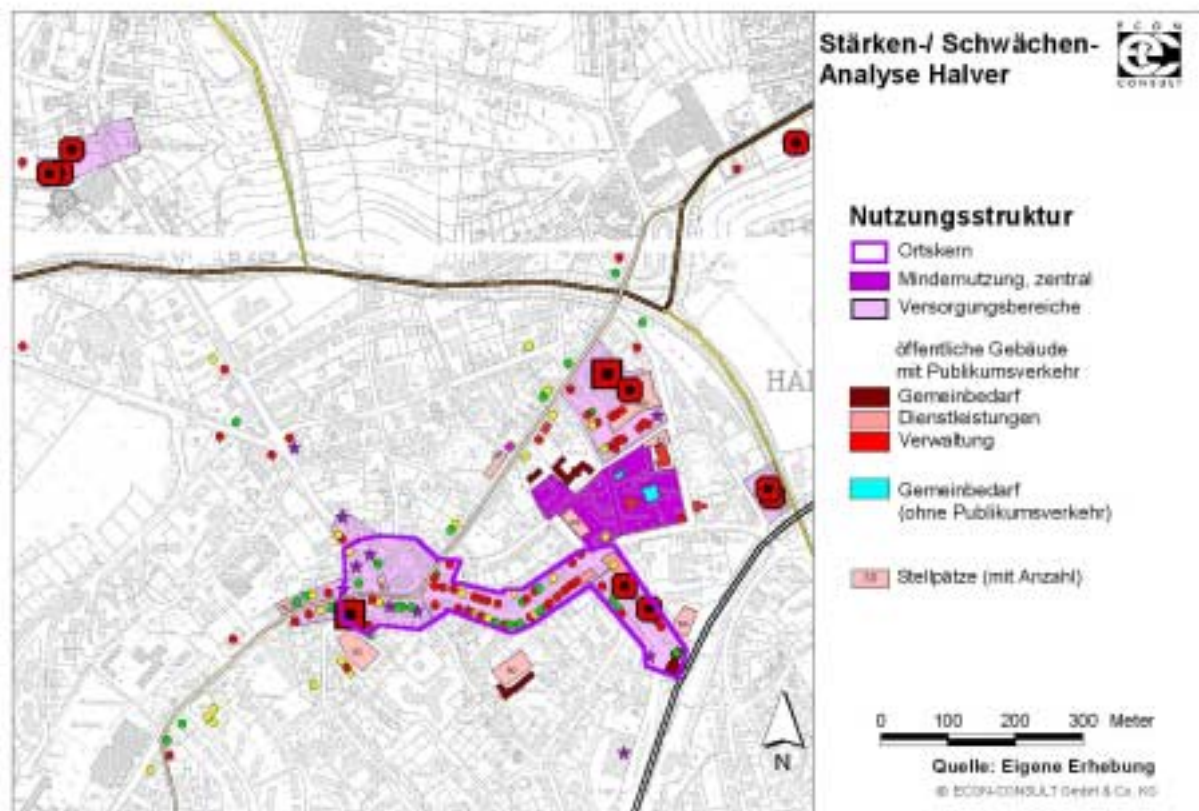 Stärken-/ Schwächen-
Analyse Halver
ECON
CONSULT
Nutzungsstruktur
Ortskern
Mindernutzung, zentral
Versorgungsbereiche
öffentliche Gebäude
mit Publikumsverkehr
Gemeinbedarf
Dienstleistungen
Verwaltung
Gemeinbedarf
(ohne Publikumsverkehr)
Stellpätze (mit Anzahl)
HAL
N
0 100 200 300 Meter
Quelle: Eigene Erhebung
© ECON-CONSULT GmbH & Co. KG